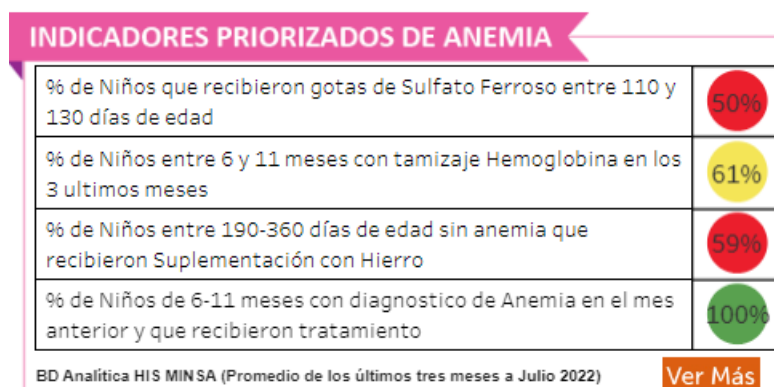 INDICADORES PRIORIZADOS DE ANEMIA
% de Niños que recibieron gotas de Sulfato Ferroso entre 110 y
130 días de edad
50%
% de Niños entre 6 y 11 meses con tamizaje Hemoglobina en los
3 ultimos meses
61%
% de Niños entre 190-360 días de edad sin anemia que
recibieron Suplementación con Hierro
59%
% de Niños de 6-11 meses con diagnostico de Anemia en el mes
anterior y que recibieron tratamiento
100%
BD Analítica HIS MINSA (Promedio de los últimos tres meses a Julio 2022)
Ver Más